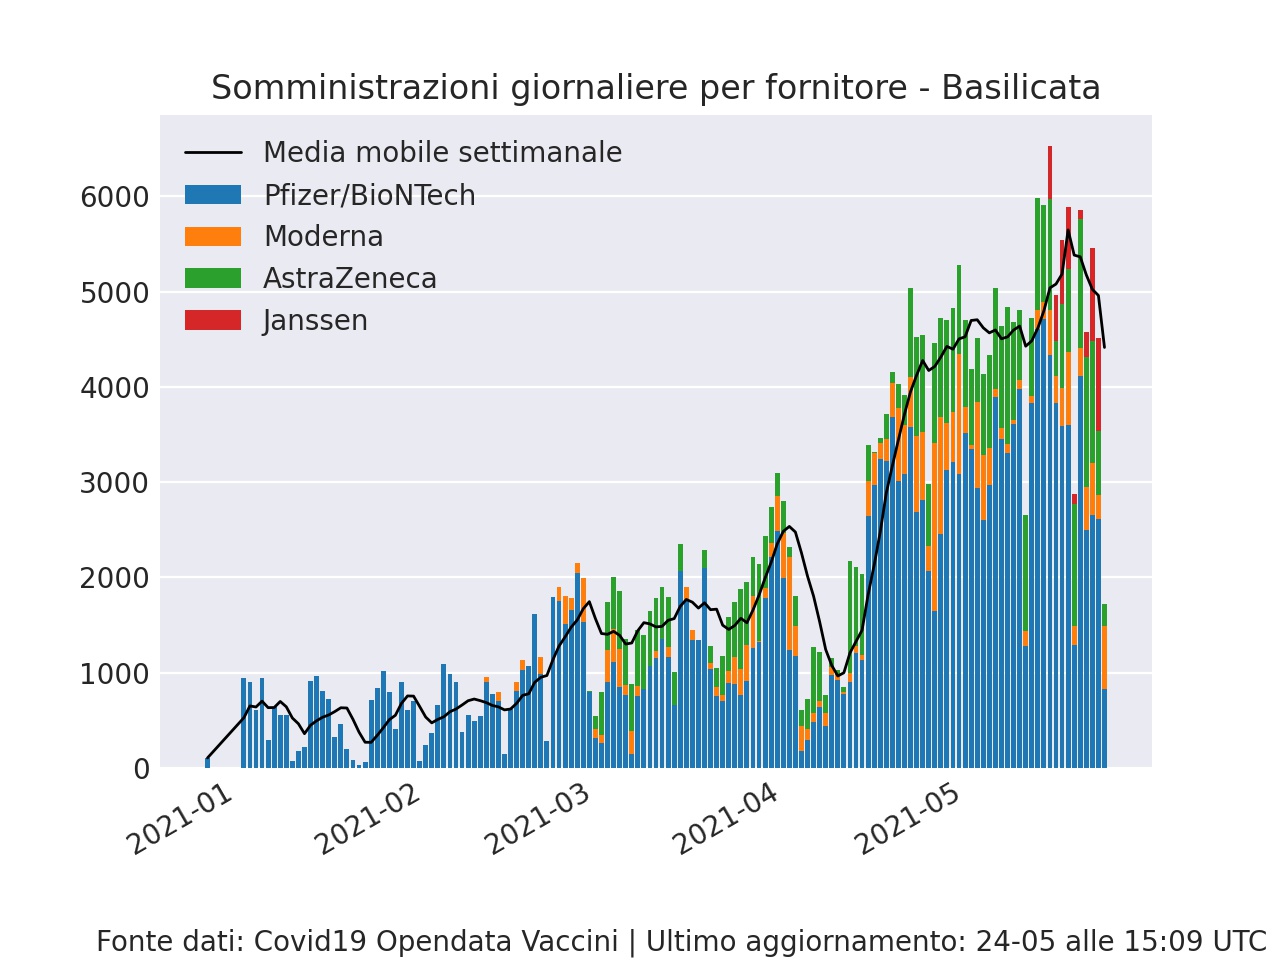 Somministrazioni giornaliere per fornitore - Basilicata
Media mobile settimanale
Pfizer/BioNTech
Moderna
AstraZeneca
Janssen
6000
5000
4000
3000
2000
1000
0
2021-01
2021-02
2021-03
2021-04
2021-05
Fonte dati: Covid19 Opendata Vaccini | Ultimo aggiornamento: 24-05 alle 15:09 UTC